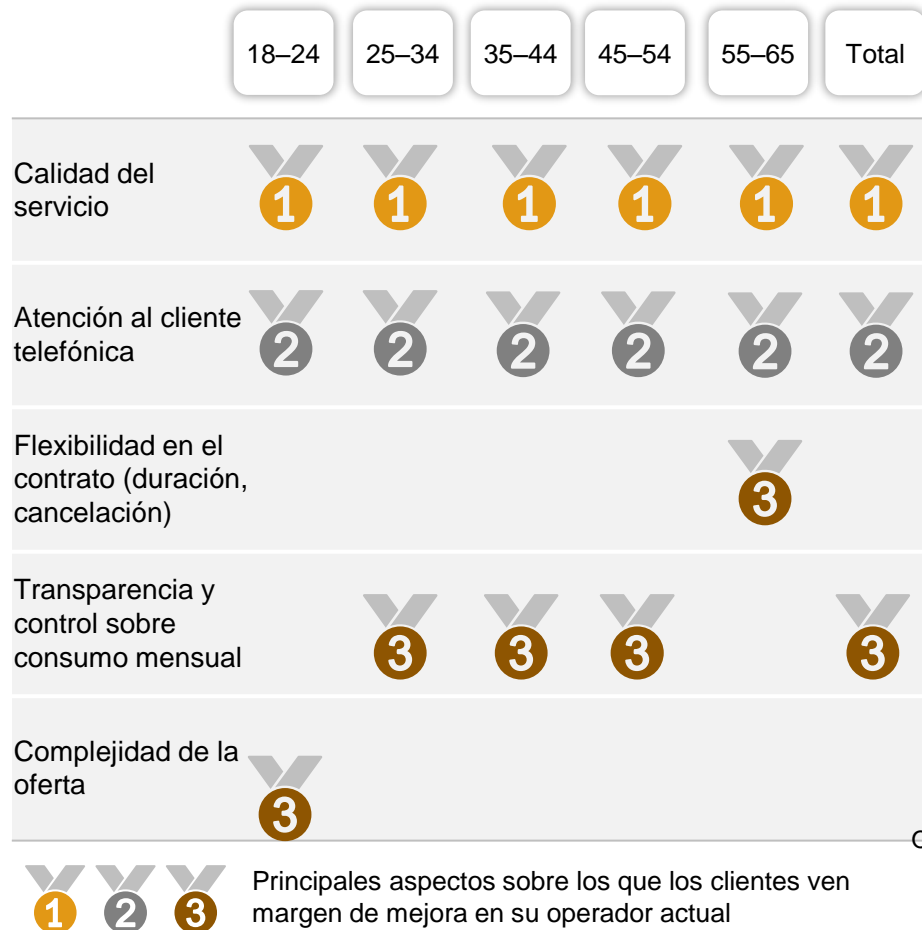 18–24 25–34 35–44 45–54 55–65 Total
Calidad del
servicio
1 1 1 1 1 1
Atención al cliente
telefónica
2 2 2 2 2 2
Flexibilidad en el
contrato (duración,
cancelación)
3
Transparencia y
control sobre
consumo mensual
3 3 3 3
Complejidad de la
oferta
3
1 2 3
Principales aspectos sobre los que los clientes ven
margen de mejora en su operador actual